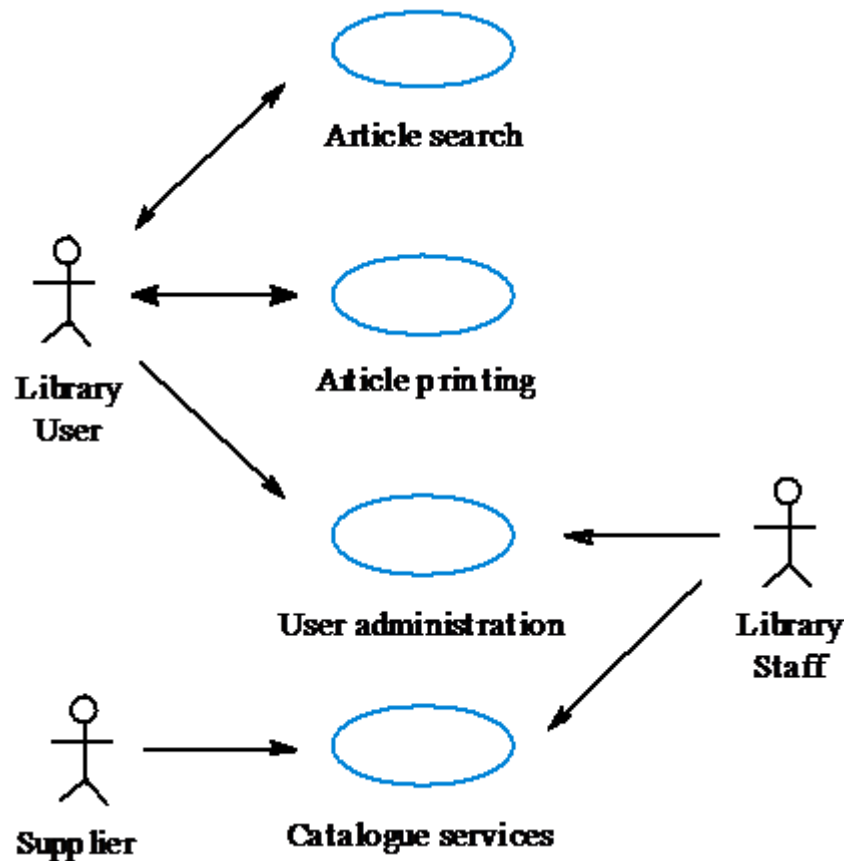 Article search
Library
User
Article printing
User administration
Library
Staff
Supplier
Catalogue services